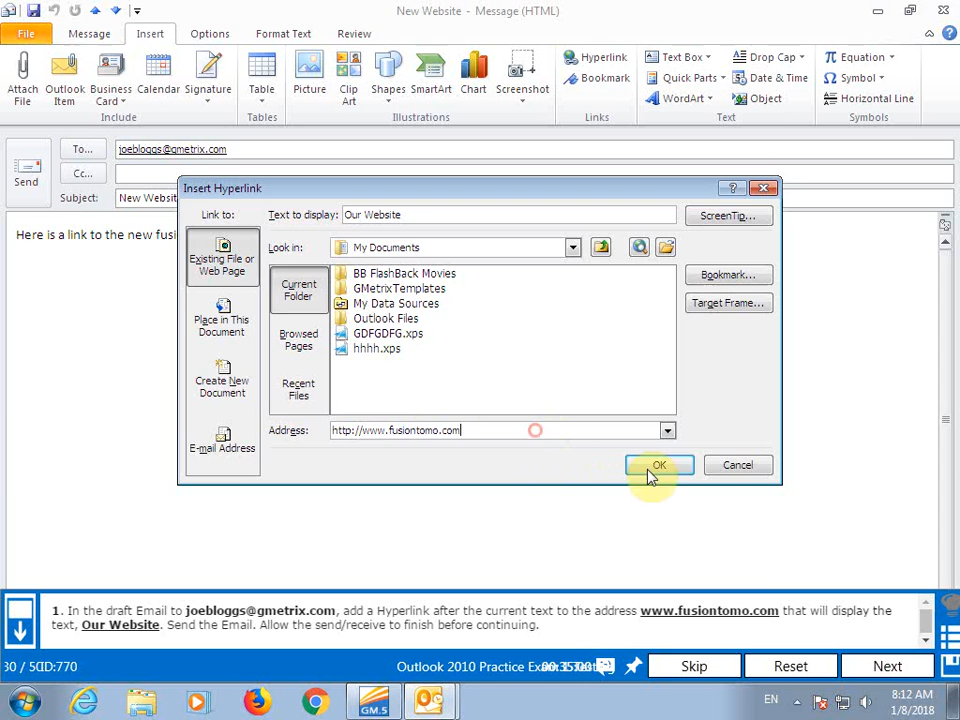 New Website - Message (HTML)
File Message Insert Options Format Text Review
Attach File
Outlook Item
Business Card
Calendar
Signature
Table
Picture
Clip Art
Shapes
SmartArt
Chart
Screenshot
Hyperlink
Bookmark
Text Box
Quick Parts
WordArt
Drop Cap
Date & Time
Object
Equation
Symbol
Horizontal Line
Include Tables Illustrations Links Text Symbols
Send
To... joebloggs@gmetrix.com
Cc...
Subject: New Website
Here is a link to the new fusi
Insert Hyperlink
Link to: Text to display: Our Website ScreenTip...
Existing File or Web Page
Place in This Document
Create New Document
E-mail Address
Look in: My Documents
Current Folder
Browsed Pages
Recent Files
BB FlashBack Movies
GMetrixTemplates
My Data Sources
Outlook Files
GDFGDFG.xps
hhhh.xps
Bookmark...
Target Frame...
Address: http://www.fusiontomo.com
OK Cancel
1. In the draft Email to joebloggs@gmetrix.com, add a Hyperlink after the current text to the address www.fusiontomo.com that will display the
text, Our Website. Send the Email. Allow the send/receive to finish before continuing.
Outlook 2010 Practice Exam Skip Reset Next
GM.5
EN
8:12 AM
1/8/2018